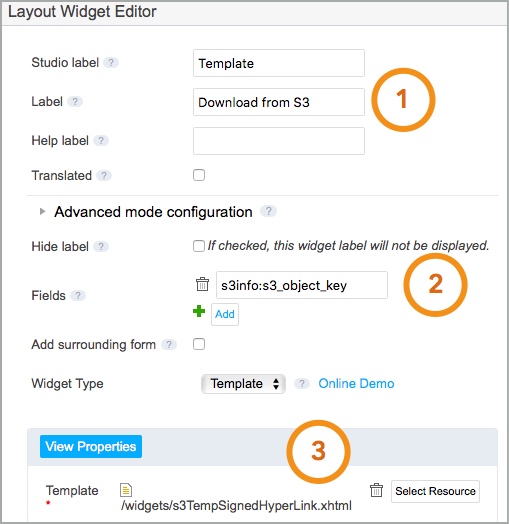 Layout Widget Editor
Studio label ? Template
Label ? Download from S3
1
Help label ?
Translated ?
Advanced mode configuration ?
Hide label ? If checked, this widget label will not be displayed.
Fields ? s3info:s3_object_key
2
Add
Add surrounding form ?
Widget Type Template ? Online Demo
3
View Properties
Template Select Resource
* /widgets/s3TempSignedHyperLink.xhtml